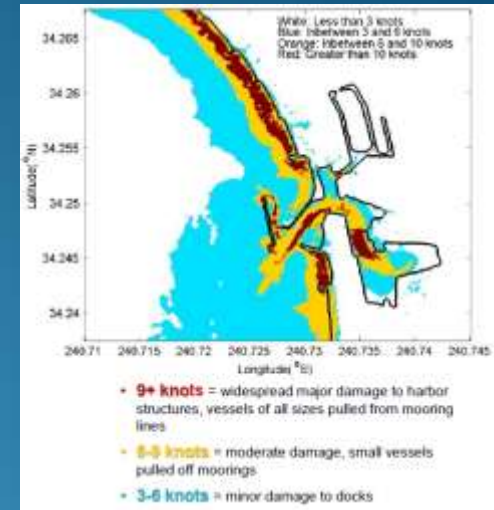 White: Less than 3 knots
Blue: Inbetween 3 and 6 knots
Orange: Inbetween 6 and 10 knots
Red: Greater than 10 knots
34.265
34.26
34.255
34.25
34.245
34.24
Latitude(°N)
240.71 240.715 240.72 240.725 240.73 240.735 240.74 240.745
Longitude(°E)
• 9+ knots = widespread major damage to harbor
structures, vessels of all sizes pulled from mooring
lines
• knots = moderate damage, small vessels
pulled off moorings
• 3-6 knots = minor damage to docks